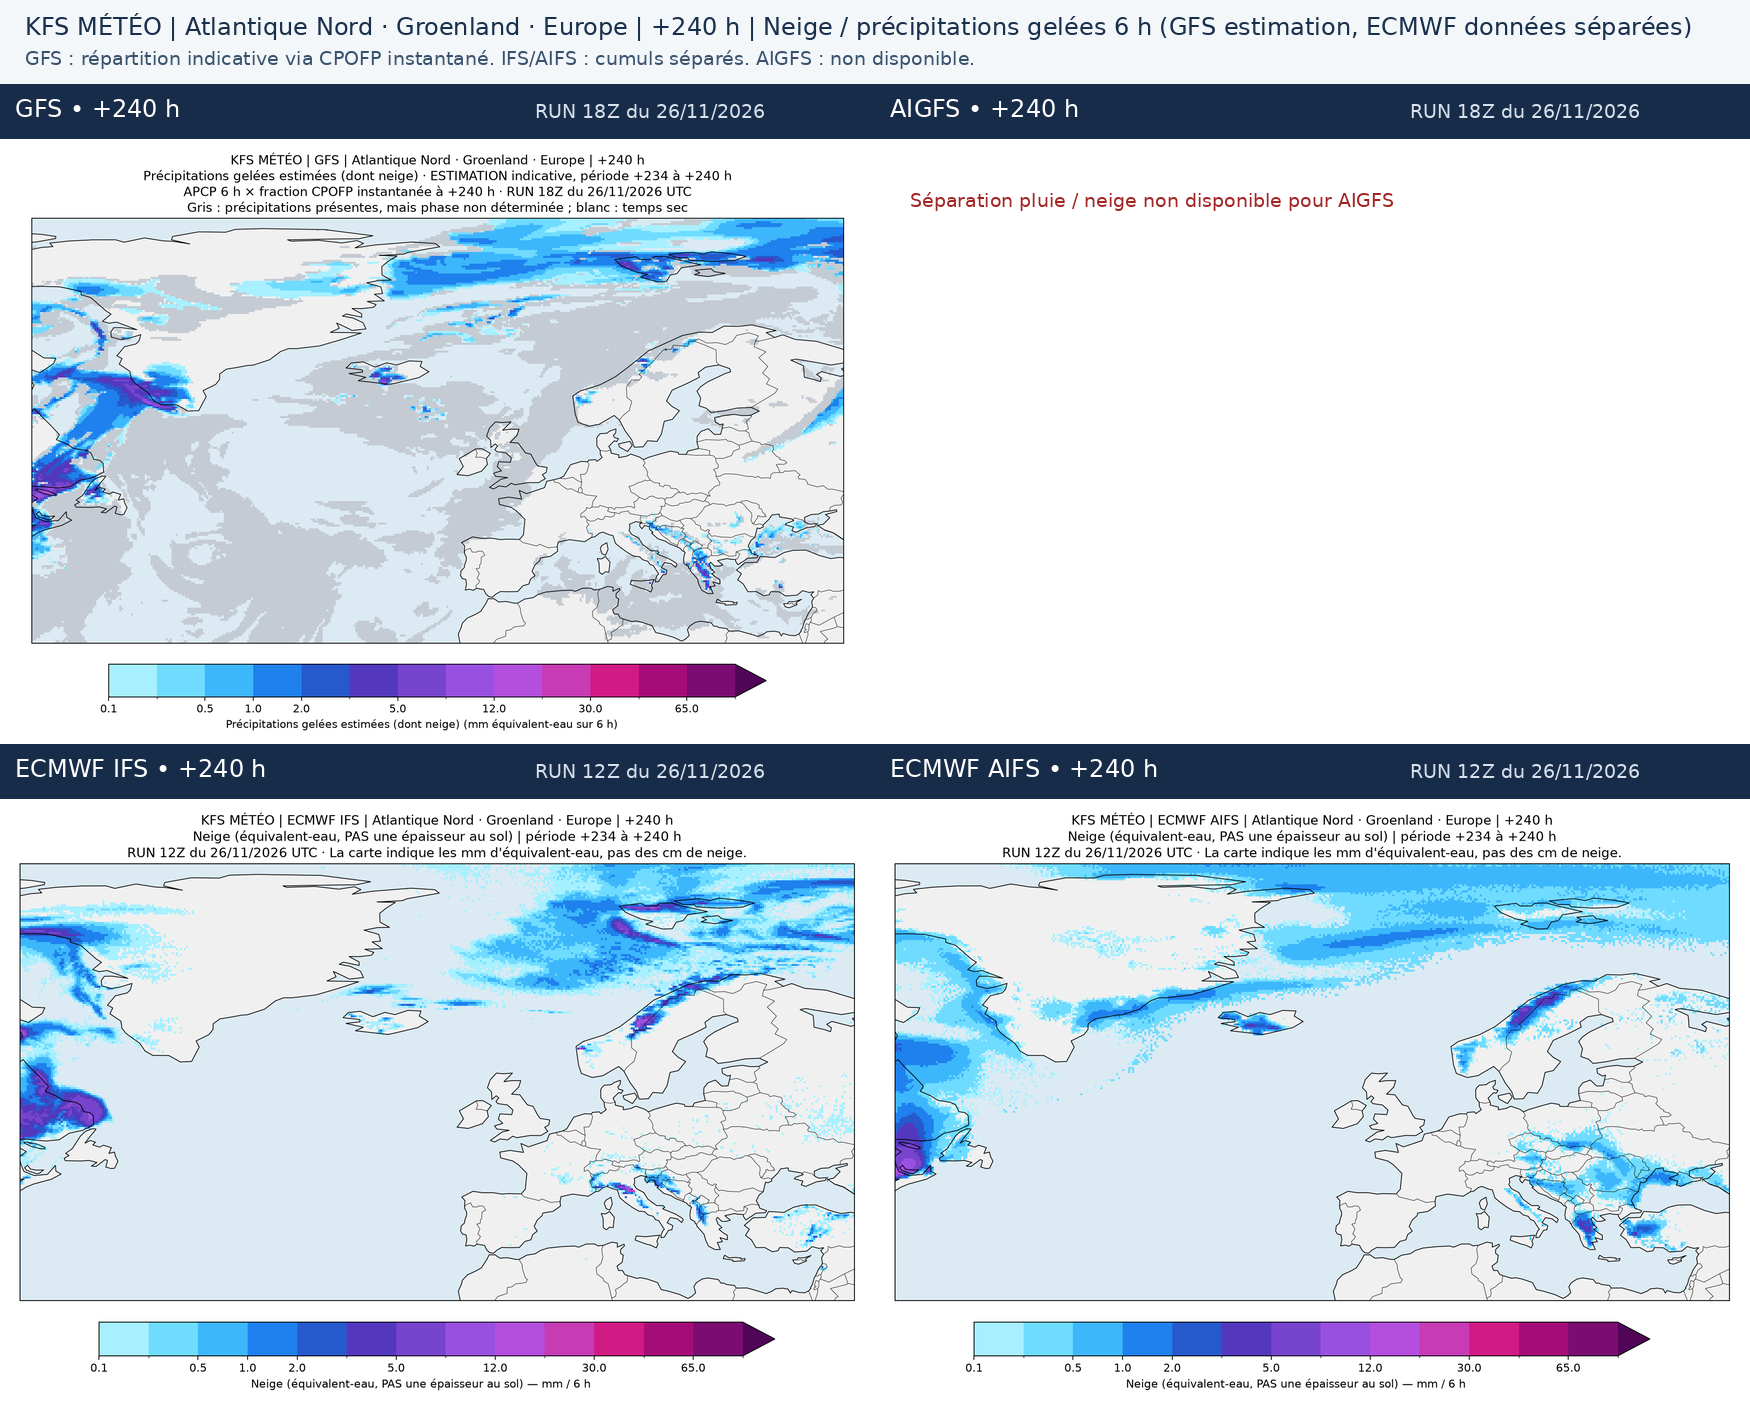 KFS MÉTÉO | Atlantique Nord · Groenland · Europe | +240 h | Neige / précipitations gelées 6 h (GFS estimation, ECMWF données séparées)
GFS : répartition indicative via CPOFP instantané. IFS/AIFS : cumuls séparés. AIGFS : non disponible.
GFS • +240 h
RUN 18Z du 26/11/2026
AIGFS • +240 h
RUN 18Z du 26/11/2026
KFS MÉTÉO | GFS | Atlantique Nord · Groenland · Europe | +240 h
Précipitations gelées estimées (dont neige) · ESTIMATION indicative, période +234 à +240 h
APCP 6 h × fraction CPOFP instantanée à +240 h · RUN 18Z du 26/11/2026 UTC
Gris : précipitations présentes, mais phase non déterminée ; blanc : temps sec
Séparation pluie / neige non disponible pour AIGFS
0.1 0.5 1.0 2.0 5.0 12.0 30.0 65.0
Précipitations gelées estimées (dont neige) (mm équivalent-eau sur 6 h)
ECMWF IFS • +240 h
RUN 12Z du 26/11/2026
ECMWF AIFS • +240 h
RUN 12Z du 26/11/2026
KFS MÉTÉO | ECMWF IFS | Atlantique Nord · Groenland · Europe | +240 h
Neige (équivalent-eau, PAS une épaisseur au sol) | période +234 à +240 h
RUN 12Z du 26/11/2026 UTC · La carte indique les mm d'équivalent-eau, pas des cm de neige.
0.1 0.5 1.0 2.0 5.0 12.0 30.0 65.0
Neige (équivalent-eau, PAS une épaisseur au sol) — mm / 6 h
KFS MÉTÉO | ECMWF AIFS | Atlantique Nord · Groenland · Europe | +240 h
Neige (équivalent-eau, PAS une épaisseur au sol) | période +234 à +240 h
RUN 12Z du 26/11/2026 UTC · La carte indique les mm d'équivalent-eau, pas des cm de neige.
0.1 0.5 1.0 2.0 5.0 12.0 30.0 65.0
Neige (équivalent-eau, PAS une épaisseur au sol) — mm / 6 h